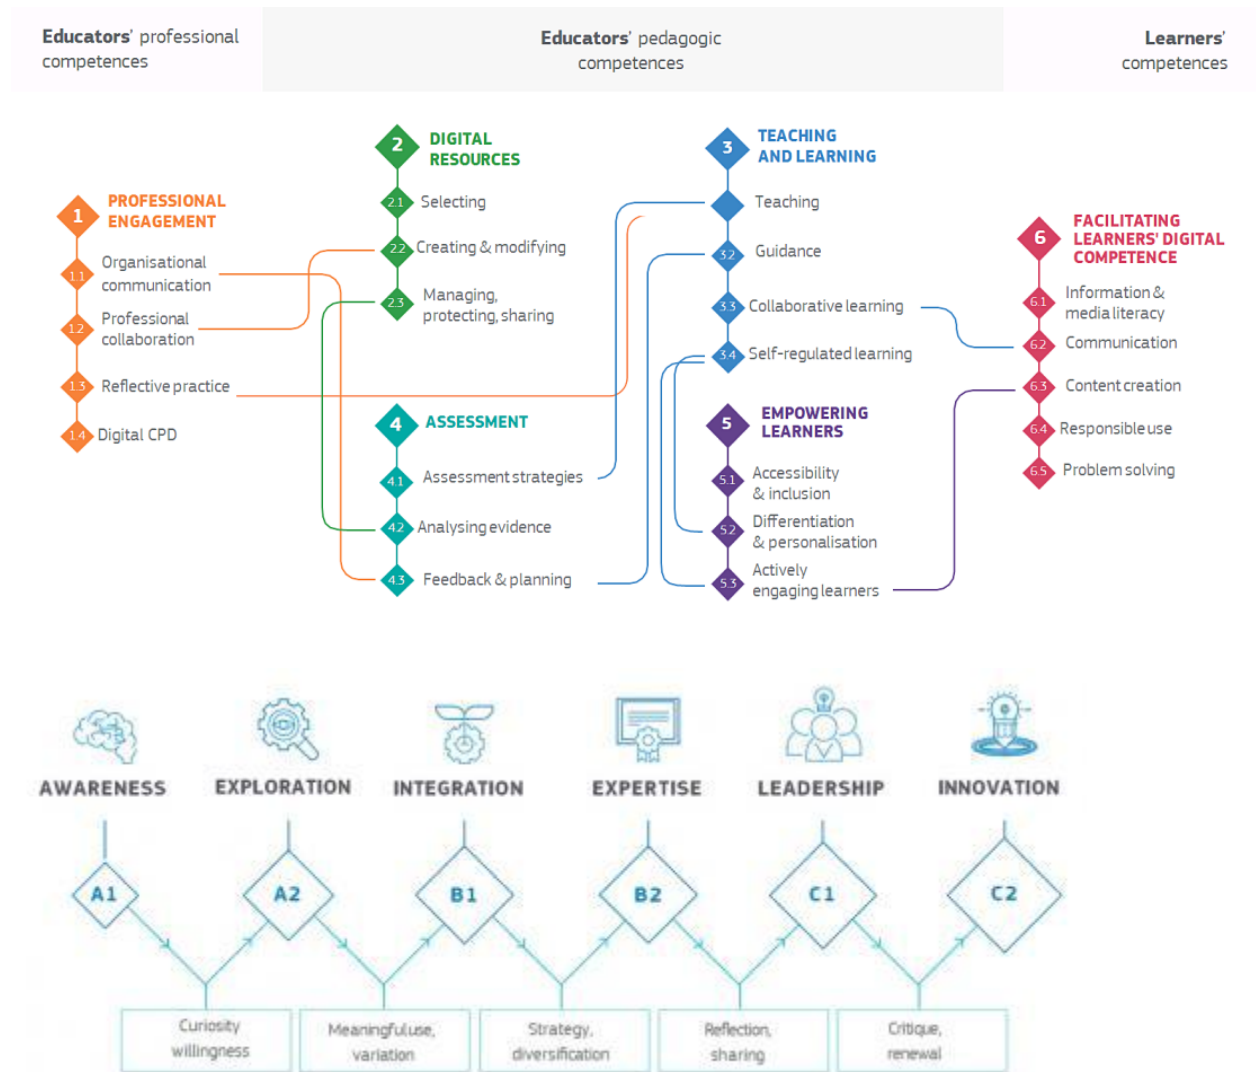 Educators' professional
competences
Educators' pedagogic
competences
Learners'
competences
1
PROFESSIONAL
ENGAGEMENT
1.1
Organisational
communication
1.2
Professional
collaboration
1.3
Reflective practice
1.4
Digital CPD
2
DIGITAL
RESOURCES
2.1
Selecting
2.2
Creating & modifying
2.3
Managing,
protecting, sharing
3
TEACHING
AND LEARNING
Teaching
3.2
Guidance
3.3
Collaborative learning
3.4
Self-regulated learning
4
ASSESSMENT
4.1
Assessment strategies
4.2
Analysing evidence
4.3
Feedback & planning
5
EMPOWERING
LEARNERS
5.1
Accessibility
& inclusion
5.2
Differentiation
& personalisation
5.3
Actively
engaging learners
6
FACILITATING
LEARNERS' DIGITAL
COMPETENCE
6.1
Information &
media literacy
6.2
Communication
6.3
Content creation
6.4
Responsible use
6.5
Problem solving
AWARENESS
EXPLORATION
INTEGRATION
EXPERTISE
LEADERSHIP
INNOVATION
A1
A2
B1
B2
C1
C2
Curiosity
willingness
Meaningful use,
variation
Strategy,
diversification
Reflection,
sharing
Critique,
renewal